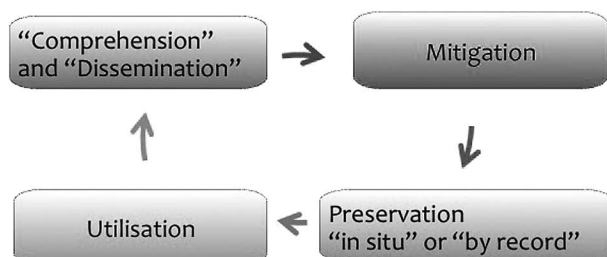 “Comprehension”
and “Dissemination”
Mitigation
Utilisation
Preservation
“in situ” or “by record”